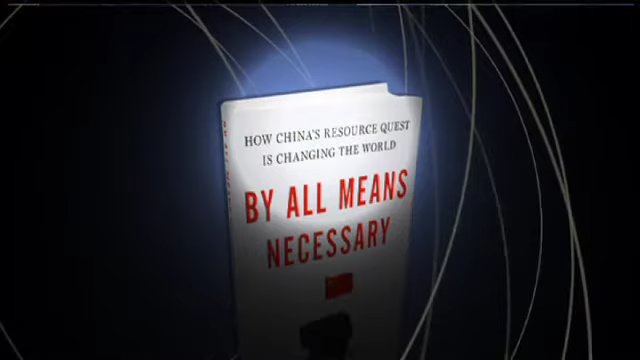 HOW CHINA'S RESOURCE QUEST
IS CHANGING THE WORLD
BY ALL MEANS
NECESSARY